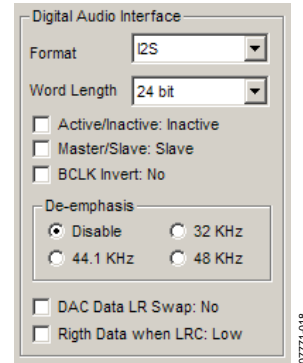 Digital Audio Interface
Format I2S
Word Length 24 bit
Active/Inactive: Inactive
Master/Slave: Slave
BCLK Invert: No
De-emphasis
Disable 32 KHz
44.1 KHz 48 KHz
DAC Data LR Swap: No
Rigth Data when LRC: Low
07771-018